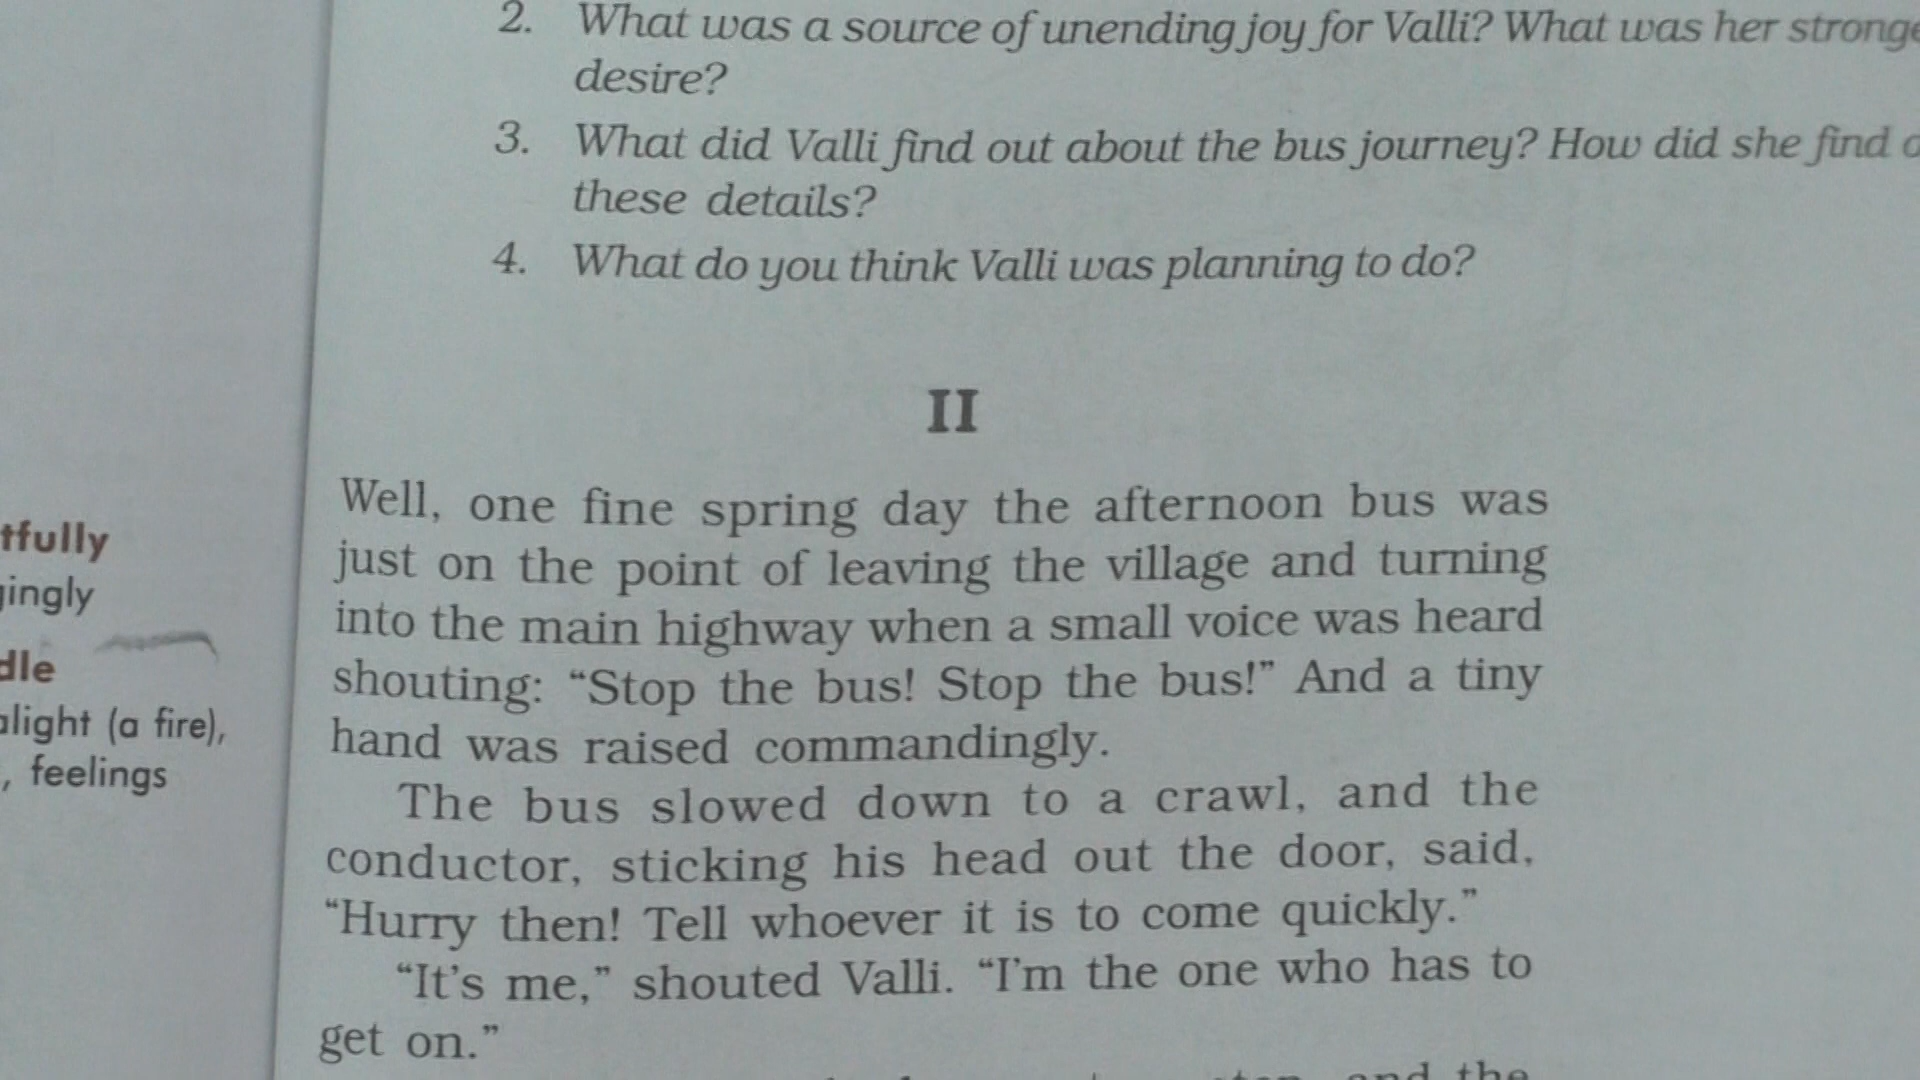 2. What was a source of unending joy for Valli? What was her
desire?
3. What did Valli find out about the bus journey? How did she find
these details?
4. What do you think Valli was planning to do?
II
Well, one fine spring day the afternoon bus was
just on the point of leaving the village and turning
into the main highway when a small voice was heard
shouting: “Stop the bus! Stop the bus!” And a tiny
hand was raised commandingly.
The bus slowed down to a crawl, and the
conductor, sticking his head out the door, said,
“Hurry then! Tell whoever it is to come quickly.”
“It's me,” shouted Valli. “I'm the one who has to
get on.”
and the
tfully
gingly
dle
alight (a fire),
, feelings